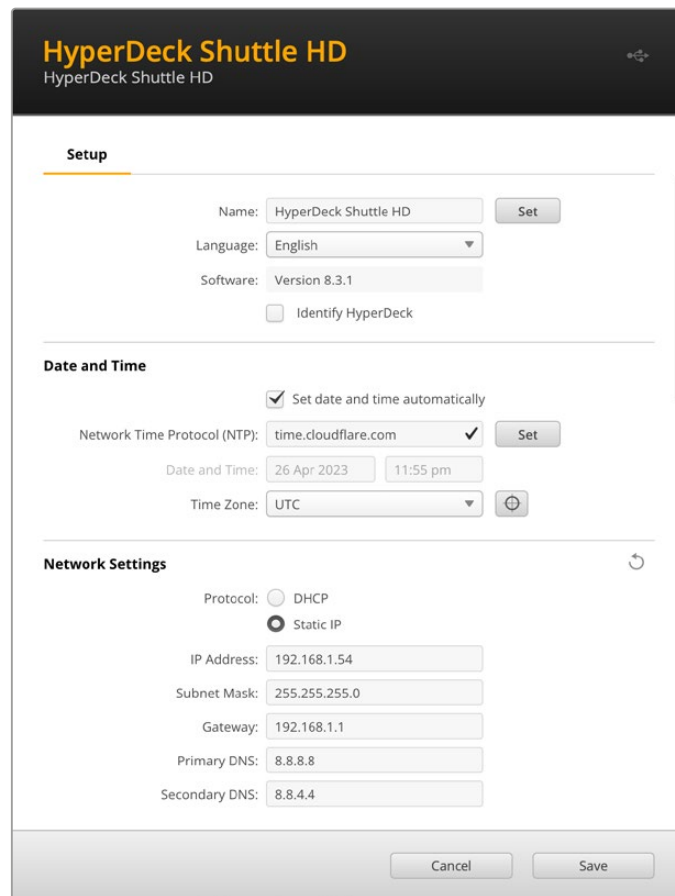 HyperDeck Shuttle HD
HyperDeck Shuttle HD
Setup
Name: HyperDeck Shuttle HD Set
Language: English
Software: Version 8.3.1
Identify HyperDeck
Date and Time
Set date and time automatically
Network Time Protocol (NTP): time.cloudflare.com Set
Date and Time: 26 Apr 2023 11:55 pm
Time Zone: UTC
Network Settings
Protocol: DHCP
Static IP
IP Address: 192.168.1.54
Subnet Mask: 255.255.255.0
Gateway: 192.168.1.1
Primary DNS: 8.8.8.8
Secondary DNS: 8.8.4.4
Cancel Save